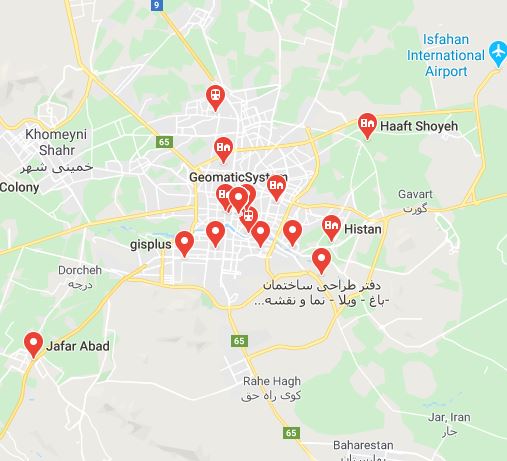 9
Isfahan
International
Airport
Haaft Shoyeh
65
Khomeyni
Shahr
خمینی شهر
GeomaticSystem
Colony
Gavart
گورت
Histan
gisplus
Dorcheh
درچه
دفتر طراحی ساختمان
-باغ - ویلا - نما و نقشه...
65
Jafar Abad
Rahe Hagh
کوی راه حق
Jar, Iran
جار
65
Baharestan
بهارستان